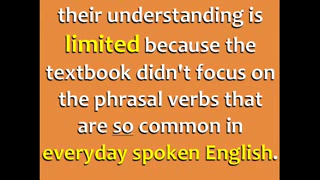 their understanding is
limited because the
textbook didn't focus on
the phrasal verbs that
are so common in
everyday spoken English.